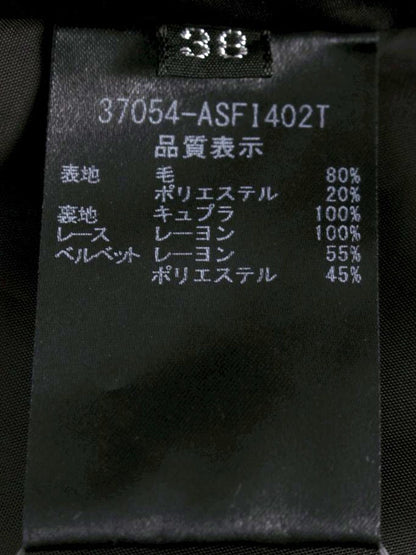 38
37054-ASFI402T
品質表示
表地 毛 80%
ポリエステル 20%
裏地 キュプラ 100%
レース レーヨン 100%
ベルベット レーヨン 55%
ポリエステル 45%